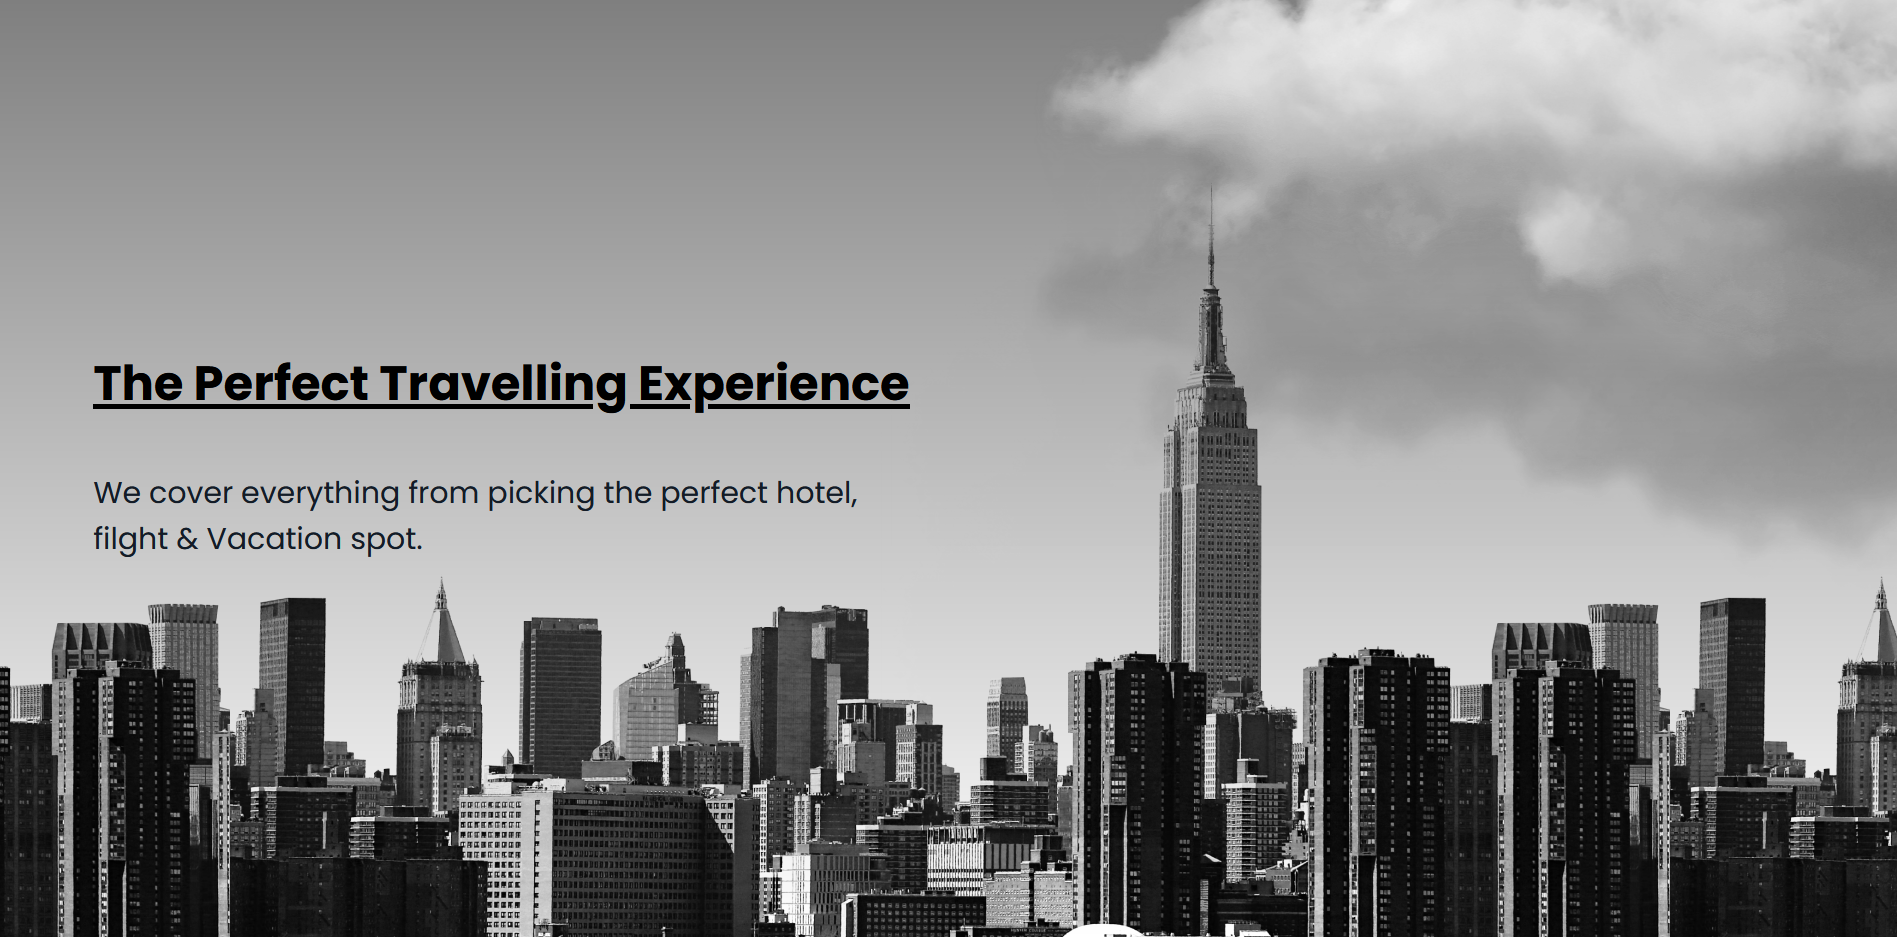 The Perfect Travelling Experience
We cover everything from picking the perfect hotel,
filght & Vacation spot.